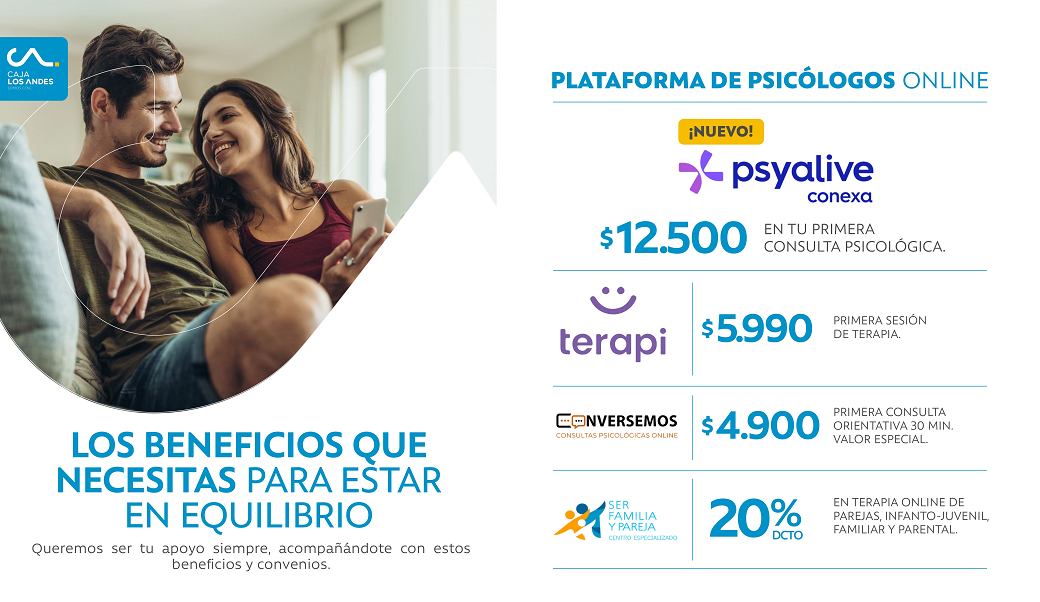 CAJA
LOS ANDES
LOS BENEFICIOS QUE
NECESITAS PARA ESTAR
EN EQUILIBRIO
Queremos ser tu apoyo siempre, acompañándote con estos
beneficios y convenios.
PLATAFORMA DE PSICÓLOGOS ONLINE
¡NUEVO!
psyalive
conexa
$12.500
EN TU PRIMERA
CONSULTA PSICOLÓGICA.
terapi
$5.990
PRIMERA SESIÓN
DE TERAPIA.
CONVERSEMOS
CONSULTAS PSICOLÓGICAS ONLINE
$4.900
PRIMERA CONSULTA
ORIENTATIVA 30 MIN.
VALOR ESPECIAL.
SER
FAMILIA
Y PAREJA
CENTRO ESPECIALIZADO
20%
DCTO
EN TERAPIA ONLINE DE
PAREJAS, INFANTO-JUVENIL,
FAMILIAR Y PARENTAL.